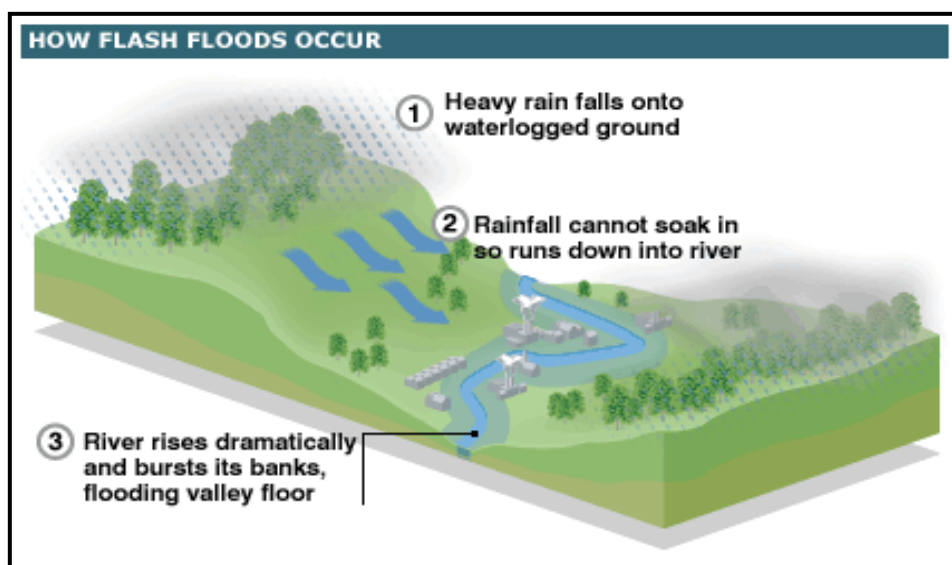 HOW FLASH FLOODS OCCUR
1 Heavy rain falls onto
waterlogged ground
2 Rainfall cannot soak in
so runs down into river
3 River rises dramatically
and bursts its banks,
flooding valley floor